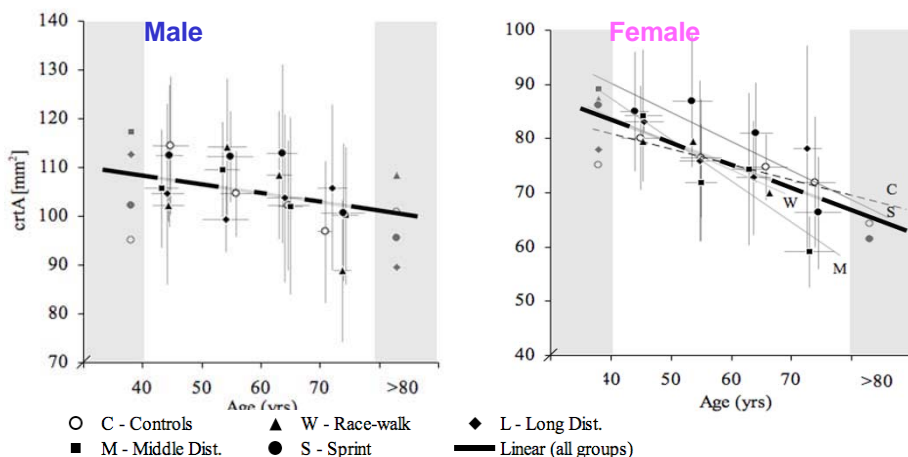 Male
Female
crtA [mm²]
140
130
120
110
100
90
80
70
40
50
60
70
>80
Age (yrs)
100
90
80
70
60
50
40
C
S
W
M
40
50
60
70
>80
Age (yrs)
C - Controls
W - Race-walk
L - Long Dist.
M - Middle Dist.
S - Sprint
Linear (all groups)